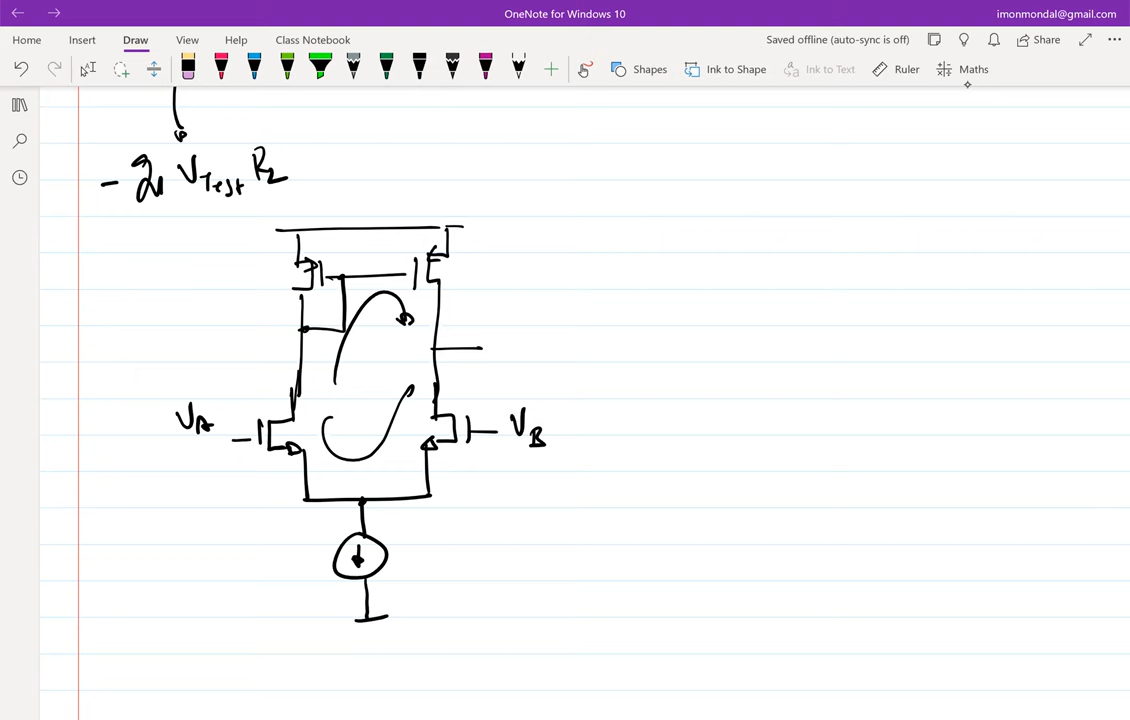 OneNote for Windows 10
imonmondal@gmail.com
Home Insert Draw View Help Class Notebook
Saved offline (auto-sync is off) Share
Shapes Ink to Shape Ink to Text Ruler Maths
VTest R2
VA
VB